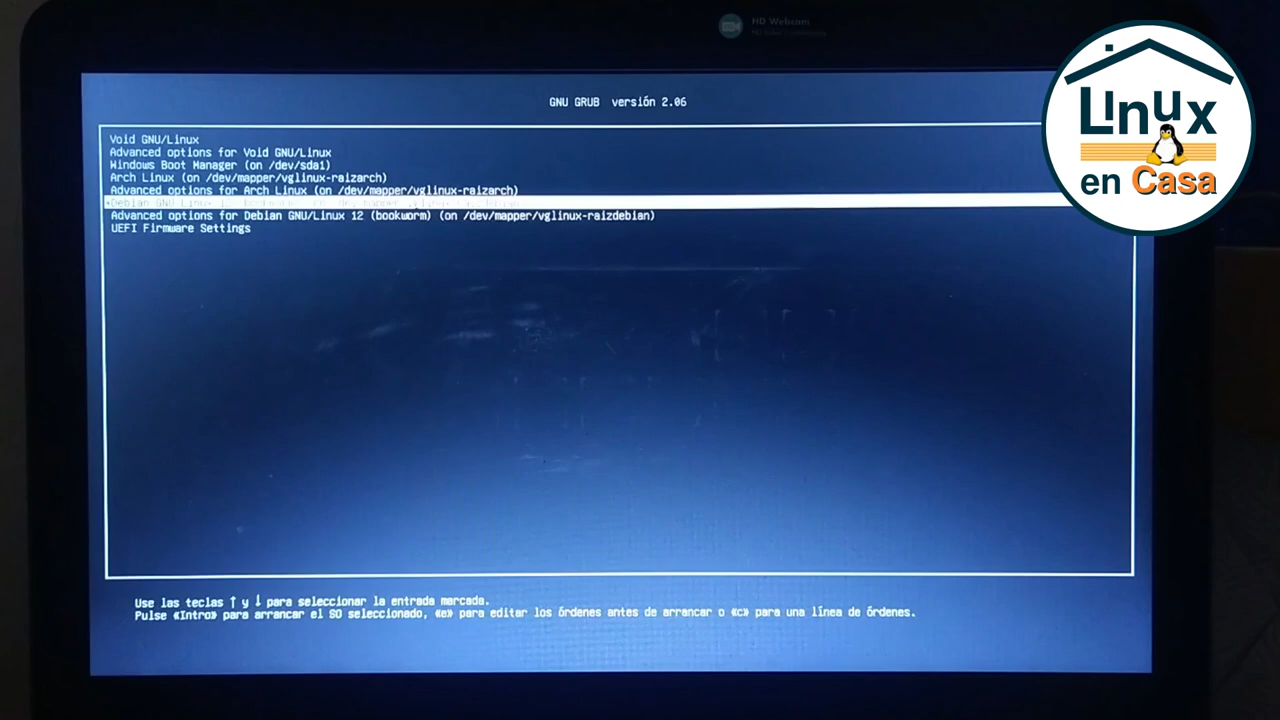 HD Webcam
GNU GRUB versión 2.06
Void GNU/Linux
Advanced options for Void GNU/Linux
Windows Boot Manager (on /dev/sda1)
Arch Linux (on /dev/mapper/vglinux-raizarch)
Advanced options for Arch Linux (on /dev/mapper/vglinux-raizarch)
*Debian GNU/Linux 12
Advanced options for Debian GNU/Linux 12 (bookworm) (on /dev/mapper/vglinux-raizdebian)
UEFI Firmware Settings
Use las teclas ↑ y ↓ para seleccionar la entrada marcada.
Pulse «Intro» para arrancar el SO seleccionado, «e» para editar los órdenes antes de arrancar o «c» para una línea de órdenes.
Linux
en Casa